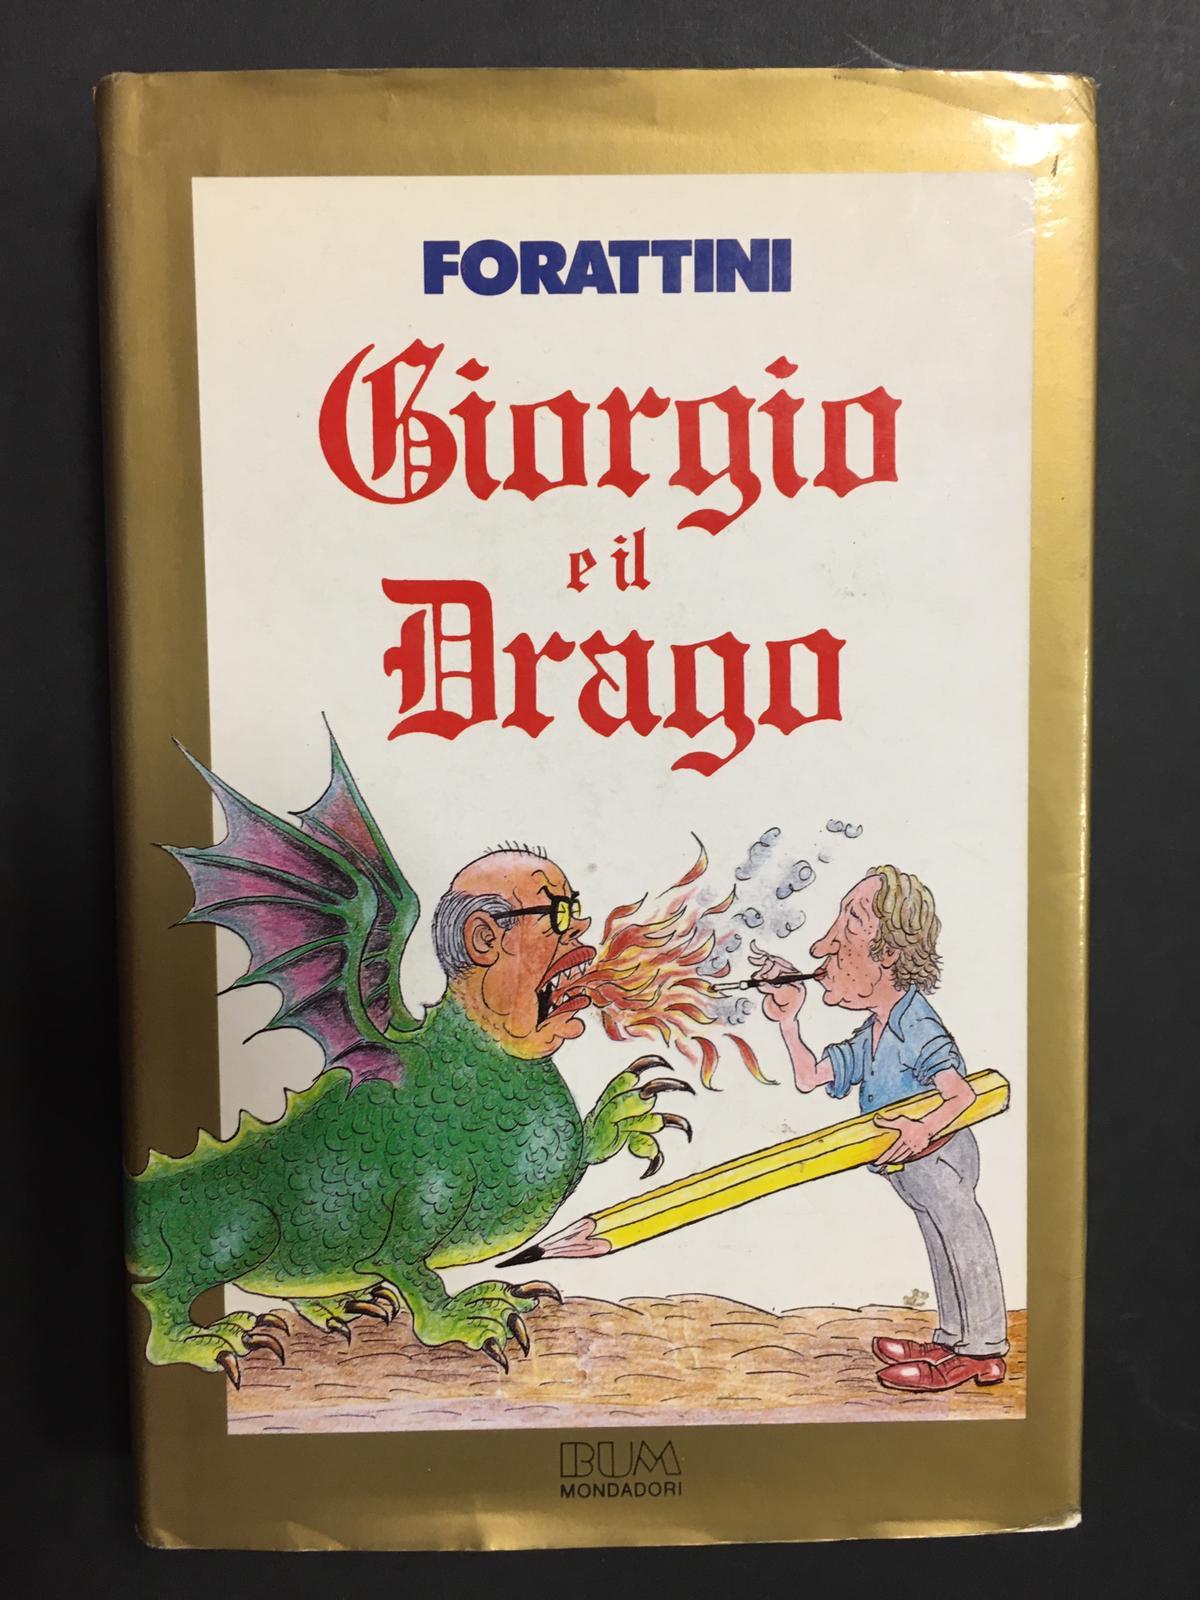 FORATTINI
Giorgio
e il
Drago
BUM
MONDADORI